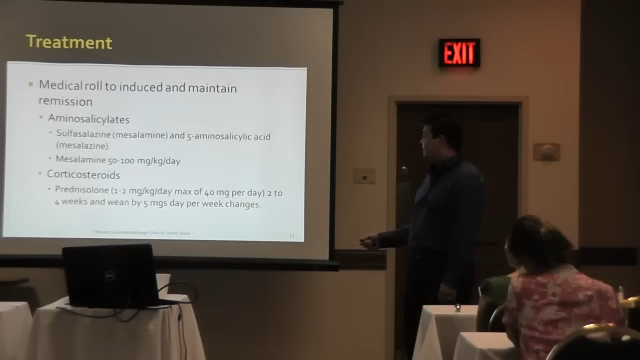 Treatment
Medical roll to induced and maintain
remission
Aminosalicylates
Sulfasalazine (mesalamine) and 5-aminosalicylic acid
(mesalazine)
Mesalamine 50-100 mg/kg/day
Corticosteroids
Prednisolone (1-2 mg/kg/day max of 40 mg per day) 2 to
4 weeks and wean by 5 mgs day per week changes.
EXIT